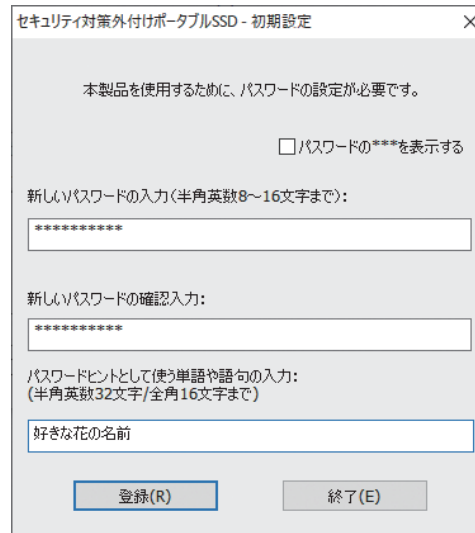 セキュリティ対策外付けポータブルSSD - 初期設定
本製品を使用するために、パスワードの設定が必要です。
パスワードの***を表示する
新しいパスワードの入力(半角英数8～16文字まで):
**********
新しいパスワードの確認入力:
**********
パスワードヒントとして使う単語や語句の入力:
(半角英数32文字/全角16文字まで)
好きな花の名前
登録(R)
終了(E)